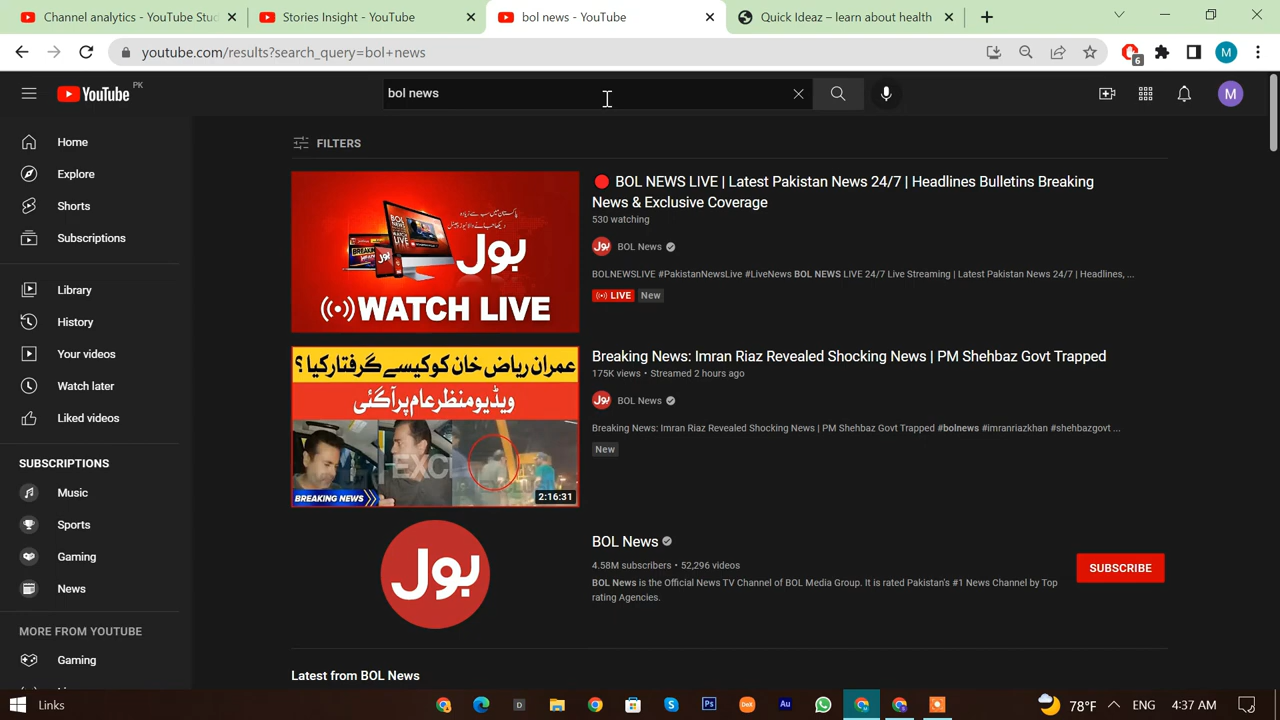 Channel analytics - YouTube Stu
Stories Insight - YouTube
bol news - YouTube
Quick Ideaz – learn about health
youtube.com/results?search_query=bol+news
6
M
YouTube PK
bol news
M
Home
Explore
Shorts
Subscriptions
Library
History
Your videos
Watch later
Liked videos
SUBSCRIPTIONS
Music
Sports
Gaming
News
MORE FROM YOUTUBE
Gaming
FILTERS
بول
WATCH LIVE
BOL NEWS LIVE | Latest Pakistan News 24/7 | Headlines Bulletins Breaking
News & Exclusive Coverage
530 watching
بول BOL News
BOLNEWSLIVE #PakistanNewsLive #LiveNews BOL NEWS LIVE 24/7 Live Streaming | Latest Pakistan News 24/7 | Headlines, ...
LIVE New
عمران ریاض خان کو کیسے گرفتار کیا ؟
ویڈیو منظر عام پر آگئی
BREAKING NEWS
2:16:31
Breaking News: Imran Riaz Revealed Shocking News | PM Shehbaz Govt Trapped
175K views • Streamed 2 hours ago
بول BOL News
Breaking News: Imran Riaz Revealed Shocking News | PM Shehbaz Govt Trapped #bolnews #imranriazkhan #shehbazgovt ...
New
بول
BOL News
4.58M subscribers • 52,296 videos
BOL News is the Official News TV Channel of BOL Media Group. It is rated Pakistan's #1 News Channel by Top
rating Agencies.
SUBSCRIBE
Latest from BOL News
Links
D
Ps
Au
78°F
ENG
4:37 AM